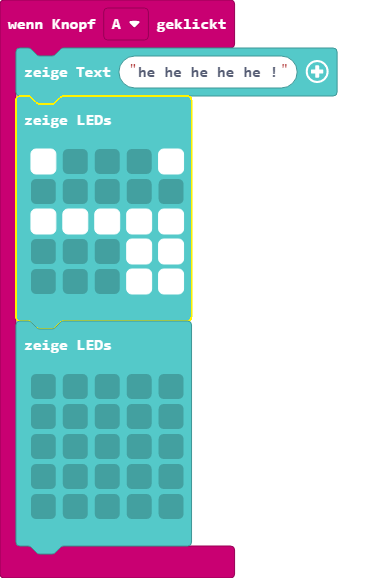 wenn Knopf A geklickt
zeige Text "he he he he he !"
zeige LEDs
zeige LEDs